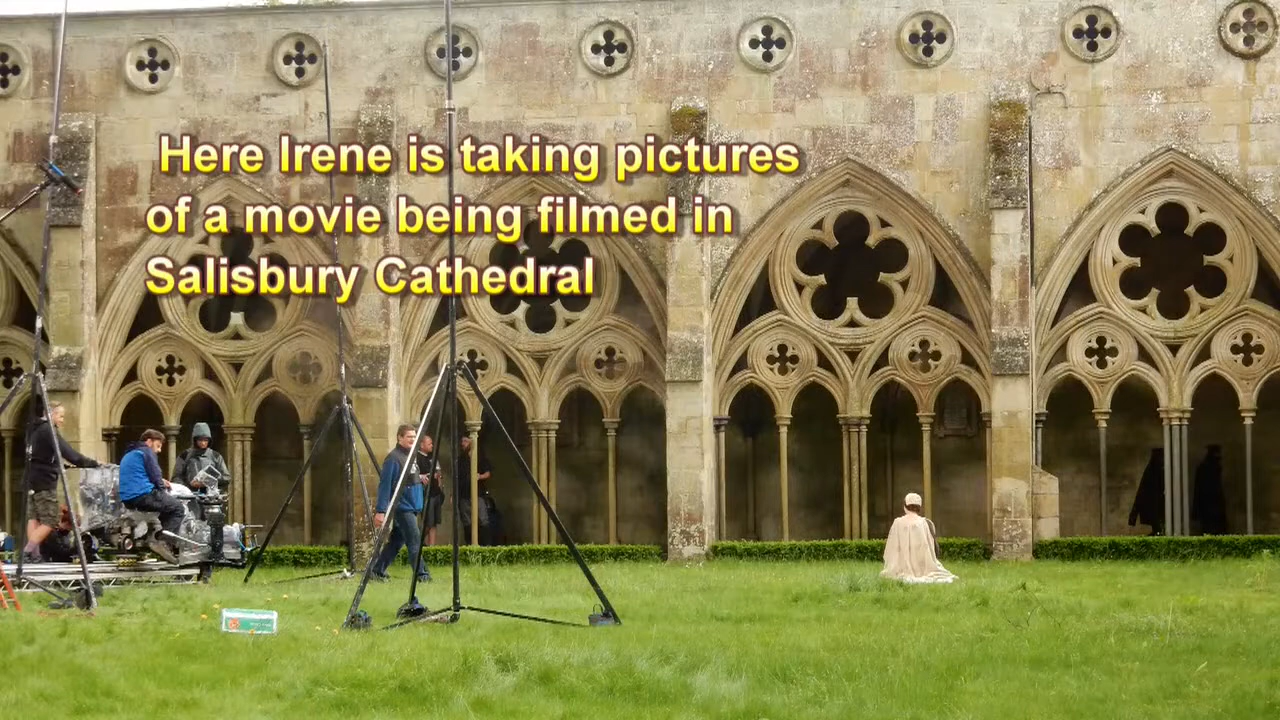 Here Irene is taking pictures
of a movie being filmed in
Salisbury Cathedral